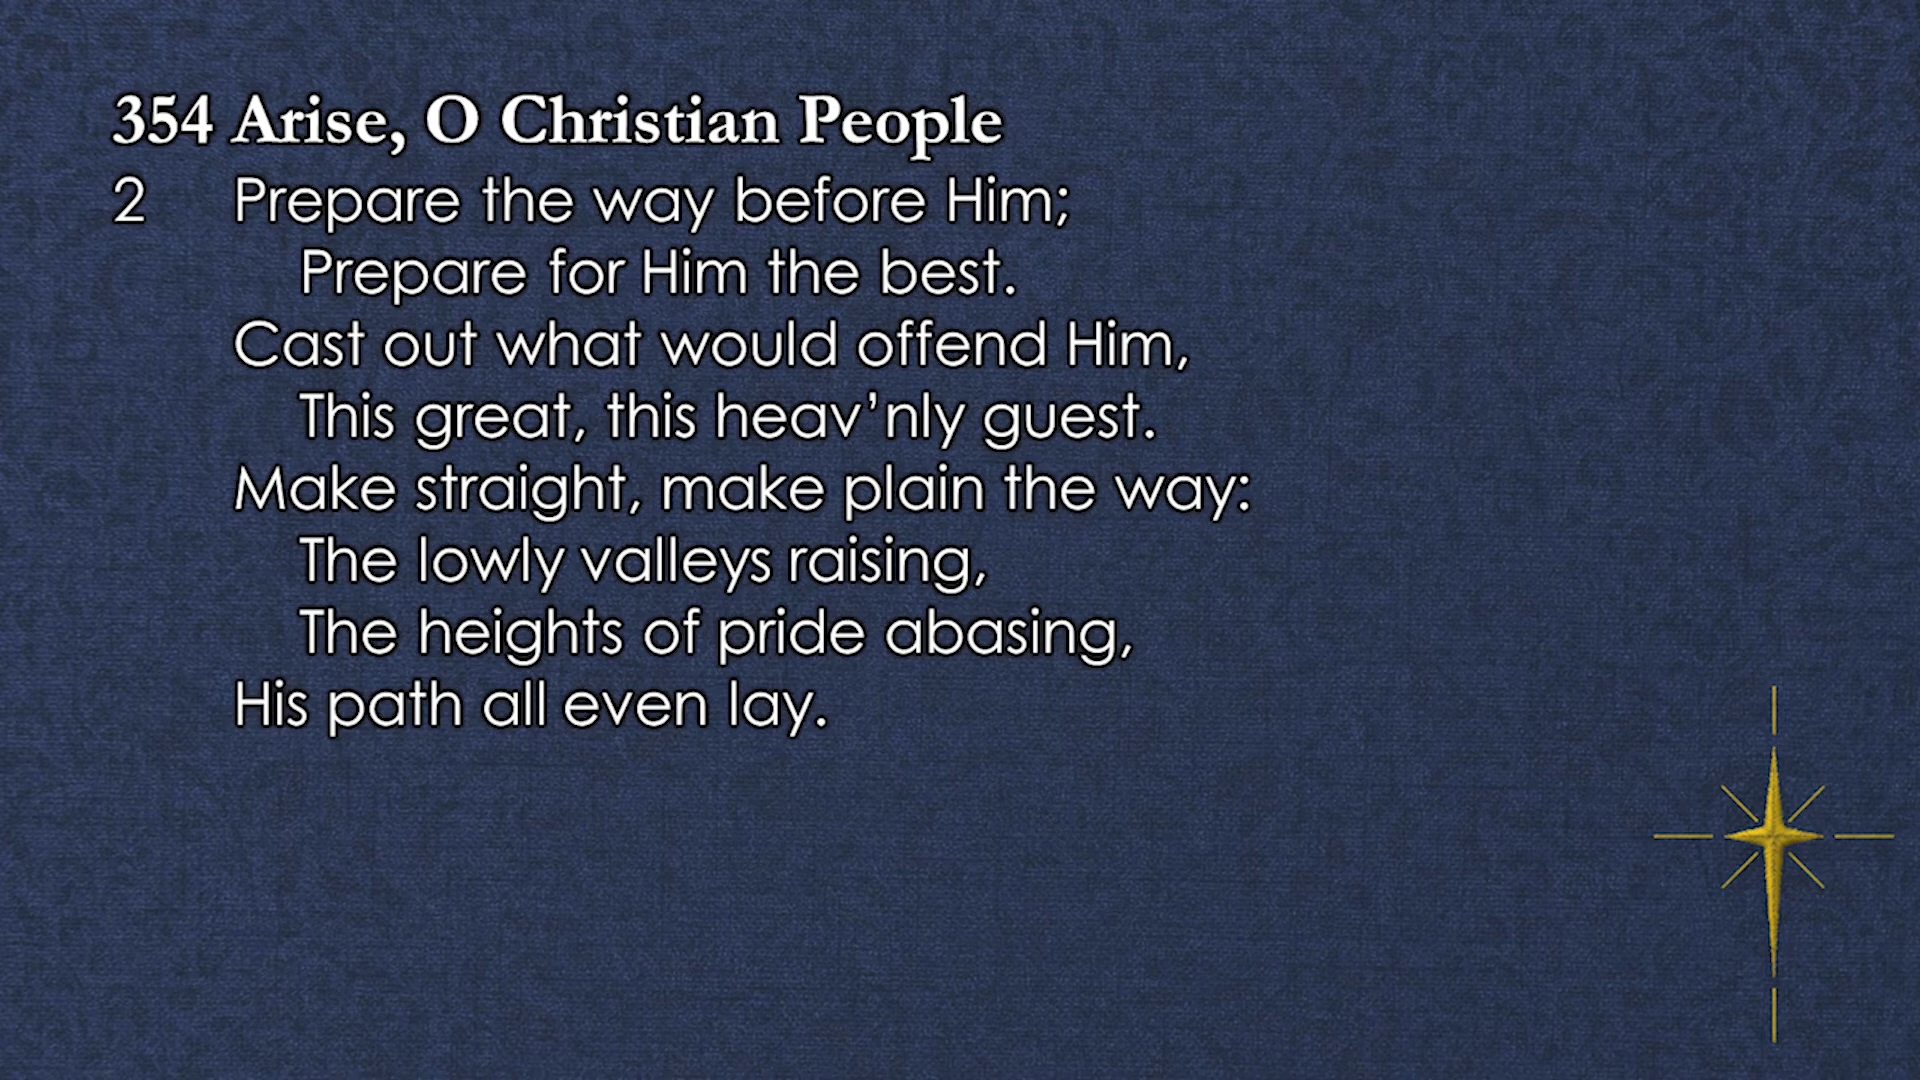 354 Arise, O Christian People
2 Prepare the way before Him;
Prepare for Him the best.
Cast out what would offend Him,
This great, this heav’nly guest.
Make straight, make plain the way:
The lowly valleys raising,
The heights of pride abasing,
His path all even lay.